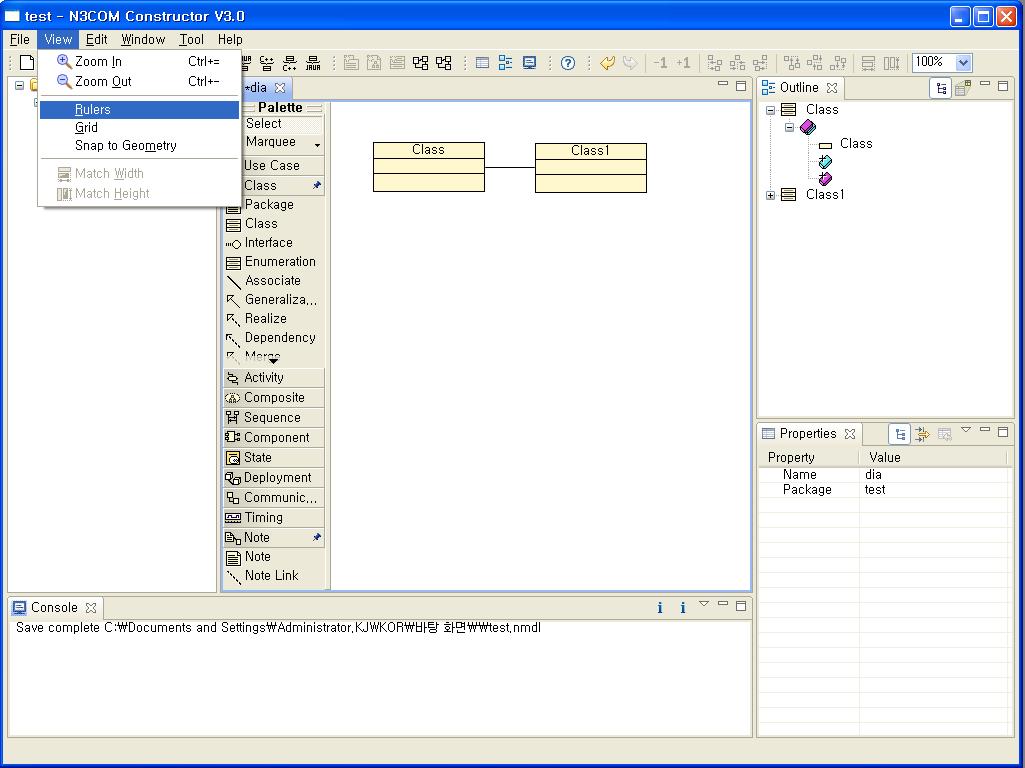 test - N3COM Constructor V3.0
File View Edit Window Tool Help
Zoom In Ctrl+=
Zoom Out Ctrl+-
Rulers
Grid
Snap to Geometry
Match Width
Match Height
-1 +1
100%
*dia
Palette
Select
Marquee
Use Case
Class
Package
Class
Interface
Enumeration
Associate
Generaliza...
Realize
Dependency
Merge
Activity
Composite
Sequence
Component
State
Deployment
Communic...
Timing
Note
Note
Note Link
Class
Class1
Outline
Class
Class
Class1
Properties
Property Value
Name dia
Package test
Console
Save complete C:₩Documents and Settings₩Administrator.KJ₩KOR₩바탕 화면₩₩test.nmdl